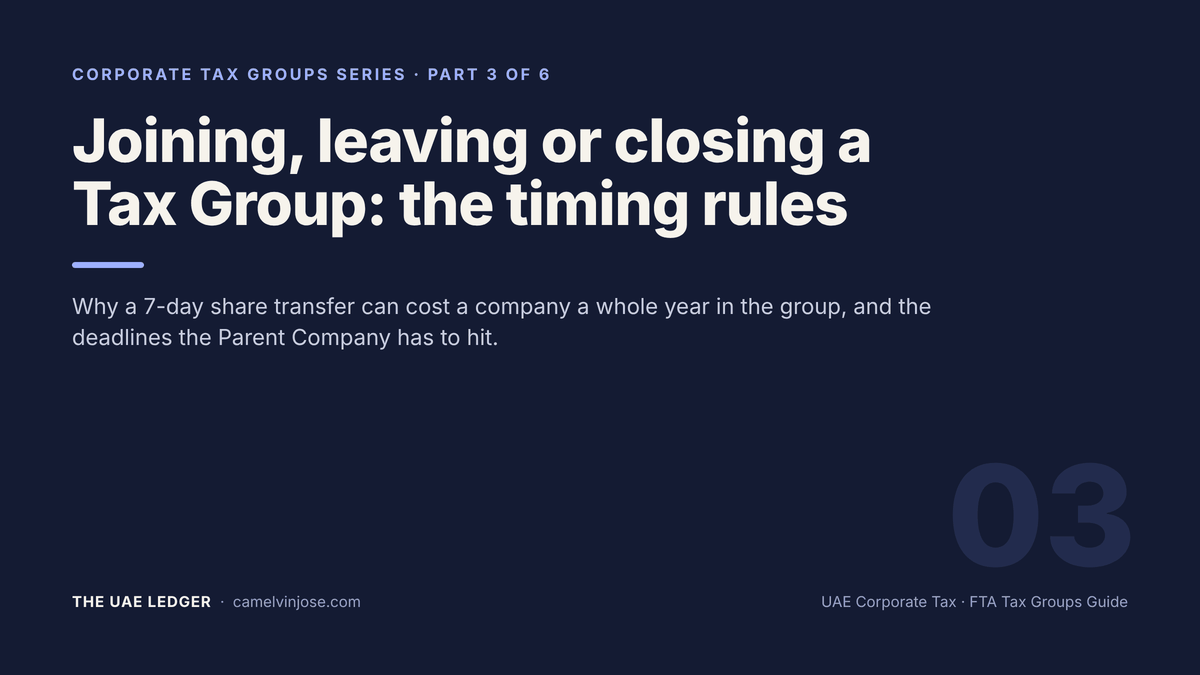 CORPORATE TAX GROUPS SERIES · PART 3 OF 6
Joining, leaving or closing a
Tax Group: the timing rules
Why a 7-day share transfer can cost a company a whole year in the group, and the
deadlines the Parent Company has to hit.
03
THE UAE LEDGER · camelvinjose.com
UAE Corporate Tax · FTA Tax Groups Guide